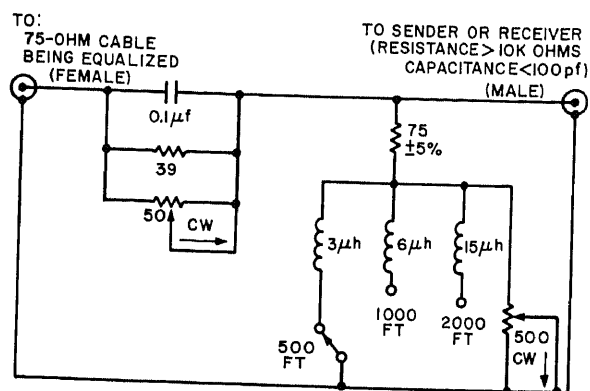 TO:
75-OHM CABLE
BEING EQUALIZED
(FEMALE)
TO SENDER OR RECEIVER
(RESISTANCE>10K OHMS
CAPACITANCE<100pf)
(MALE)
0.1µf
39
50
CW
75
±5%
3µh
6µh
15µh
500
FT
1000
FT
2000
FT
500
CW